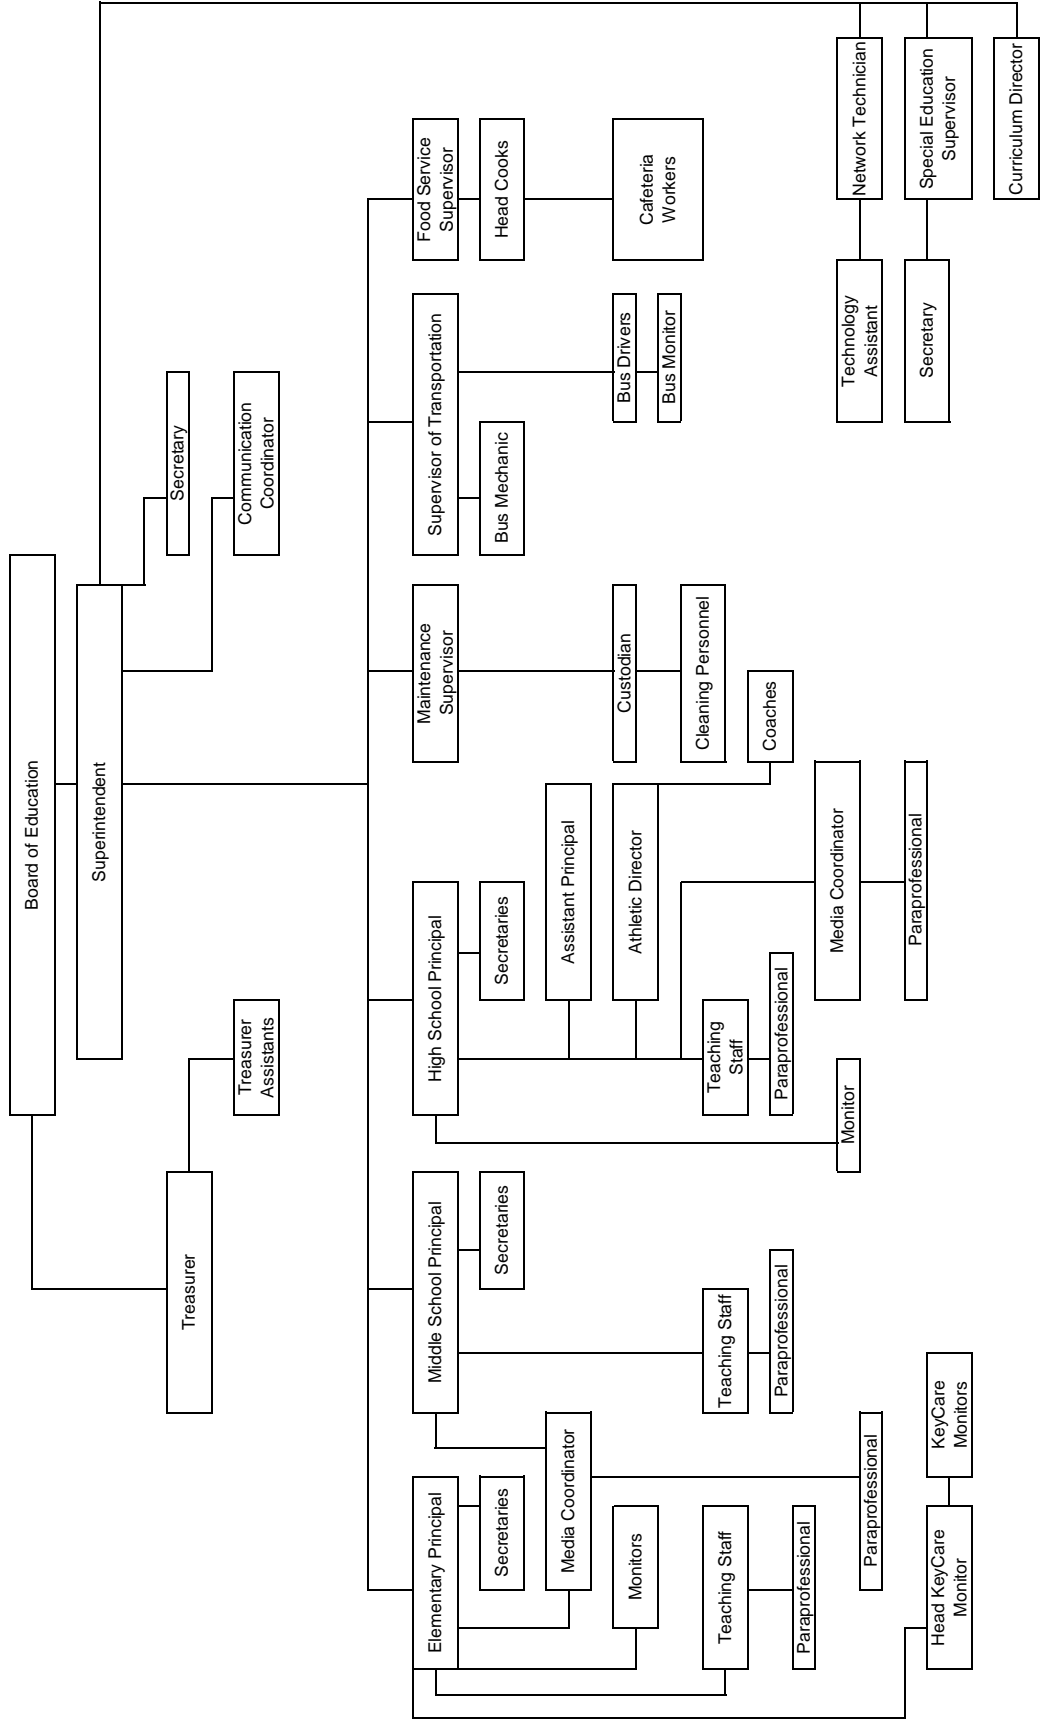 Board of Education
Superintendent
Treasurer
Secretary
Treasurer
Assistants
Communication
Coordinator
Elementary Principal
Middle School Principal
High School Principal
Maintenance
Supervisor
Supervisor of Transportation
Food Service
Supervisor
Secretaries
Secretaries
Secretaries
Bus Mechanic
Head Cooks
Media Coordinator
Assistant Principal
Monitors
Athletic Director
Custodian
Bus Drivers
Cafeteria
Workers
Bus Monitor
Teaching Staff
Teaching Staff
Teaching
Staff
Cleaning Personnel
Paraprofessional
Paraprofessional
Paraprofessional
Coaches
Media Coordinator
Monitor
Technology
Assistant
Network Technician
Paraprofessional
Paraprofessional
Secretary
Special Education
Supervisor
Head KeyCare
Monitor
KeyCare
Monitors
Curriculum Director